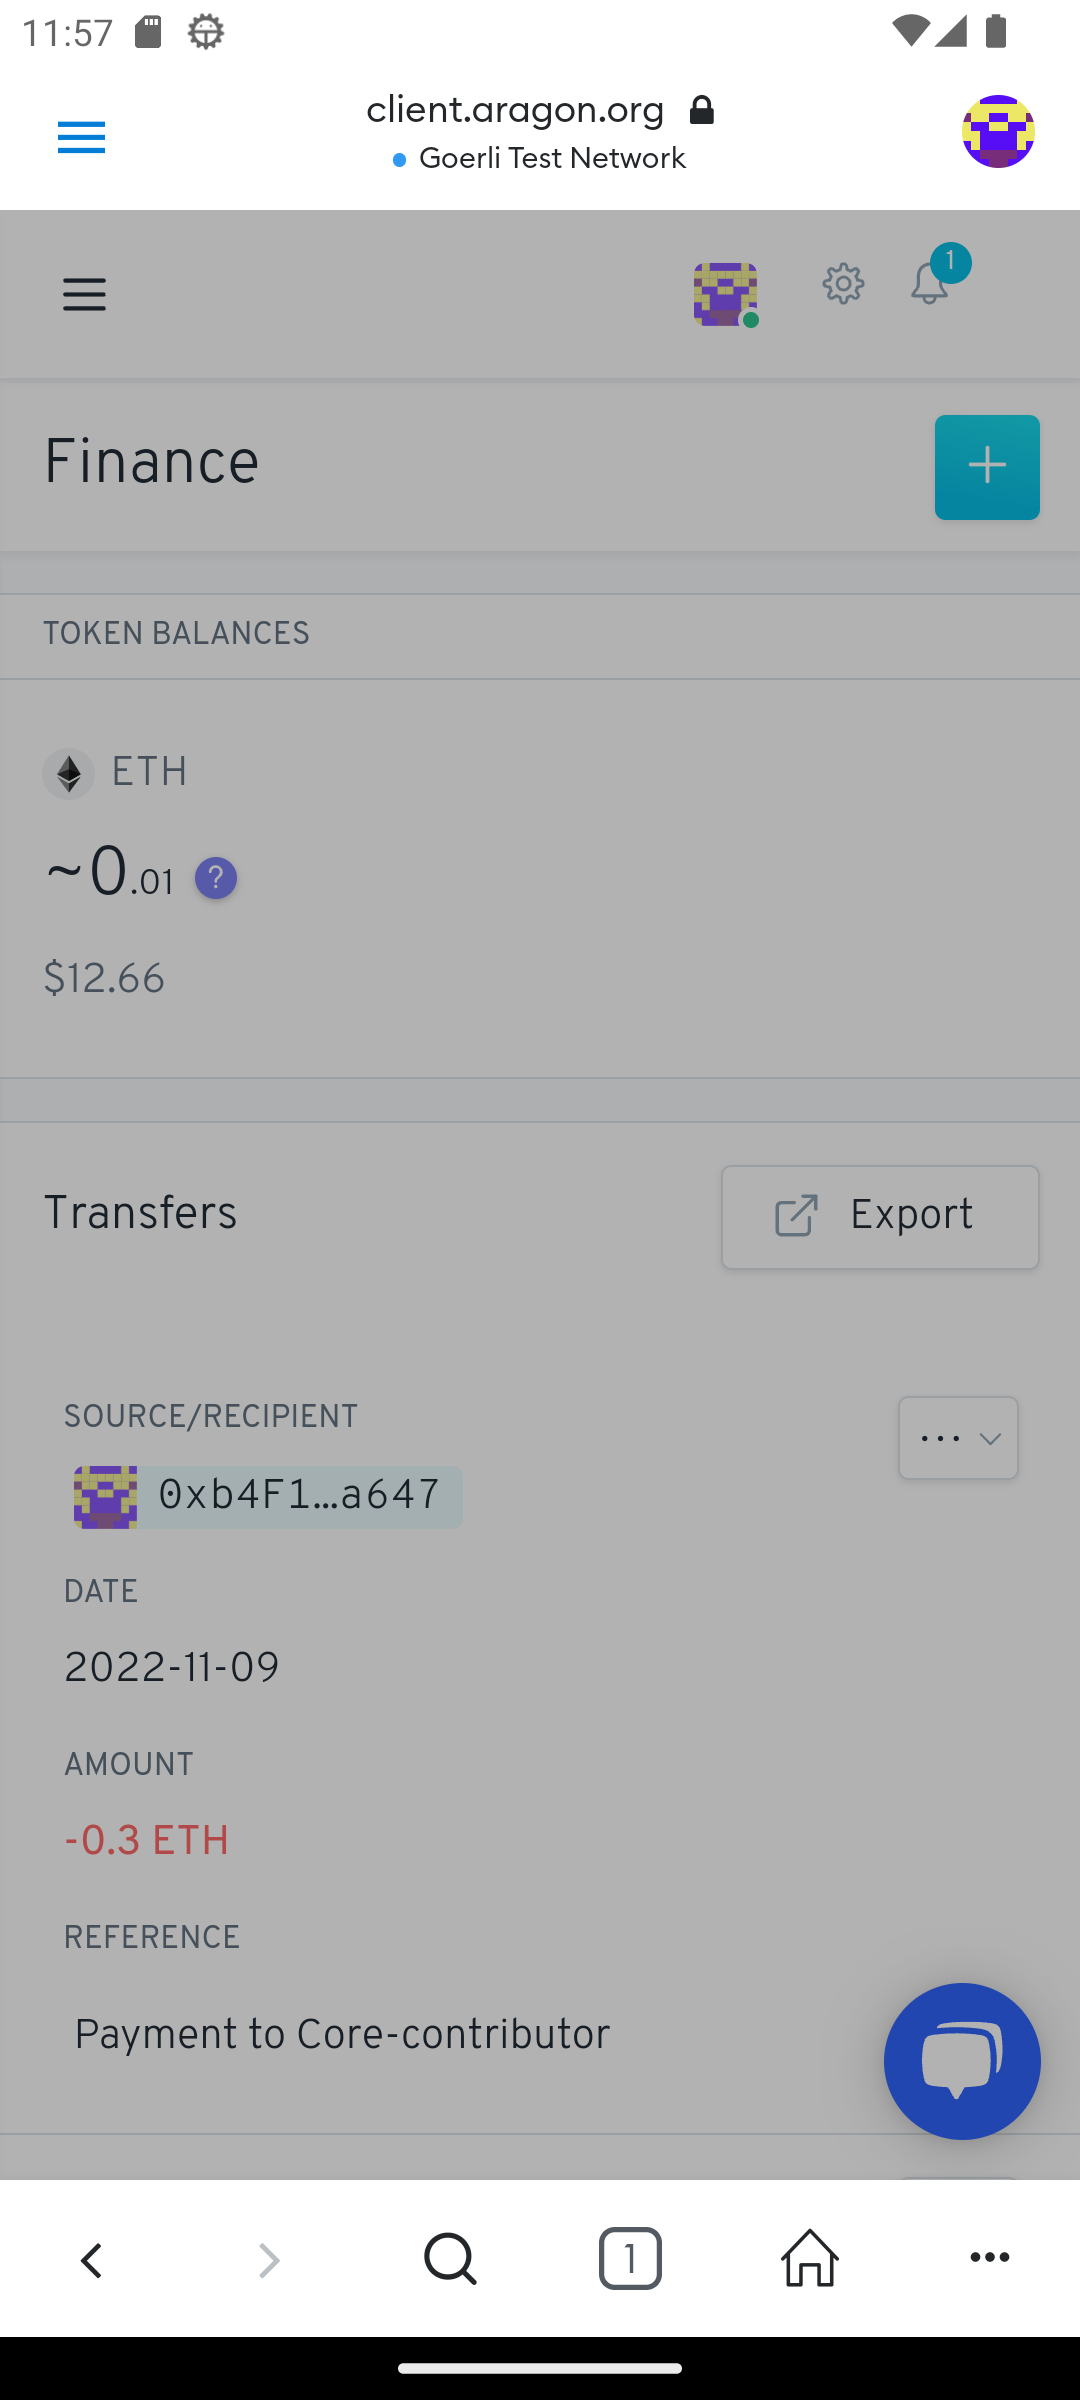 11:57
client.aragon.org
Goerli Test Network
1
Finance
TOKEN BALANCES
ETH
~0.01 ?
$12.66
Transfers
Export
SOURCE/RECIPIENT
0xb4F1…a647
DATE
2022-11-09
AMOUNT
-0.3 ETH
REFERENCE
Payment to Core-contributor
1